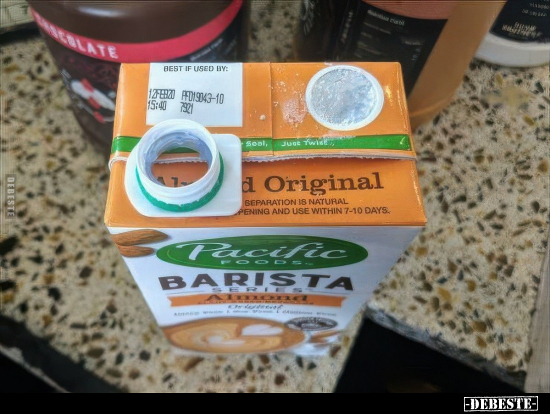 CHOCOLATE
BEST IF USED BY:
12FEB20 AFD19043-10
15:40 7921
Seal, Just Twist
d Original
SEPARATION IS NATURAL
PENING AND USE WITHIN 7-10 DAYS.
Pacific
FOODS
BARISTA
SERIES
Almond
Original
DEBESTE
-DEBESTE-